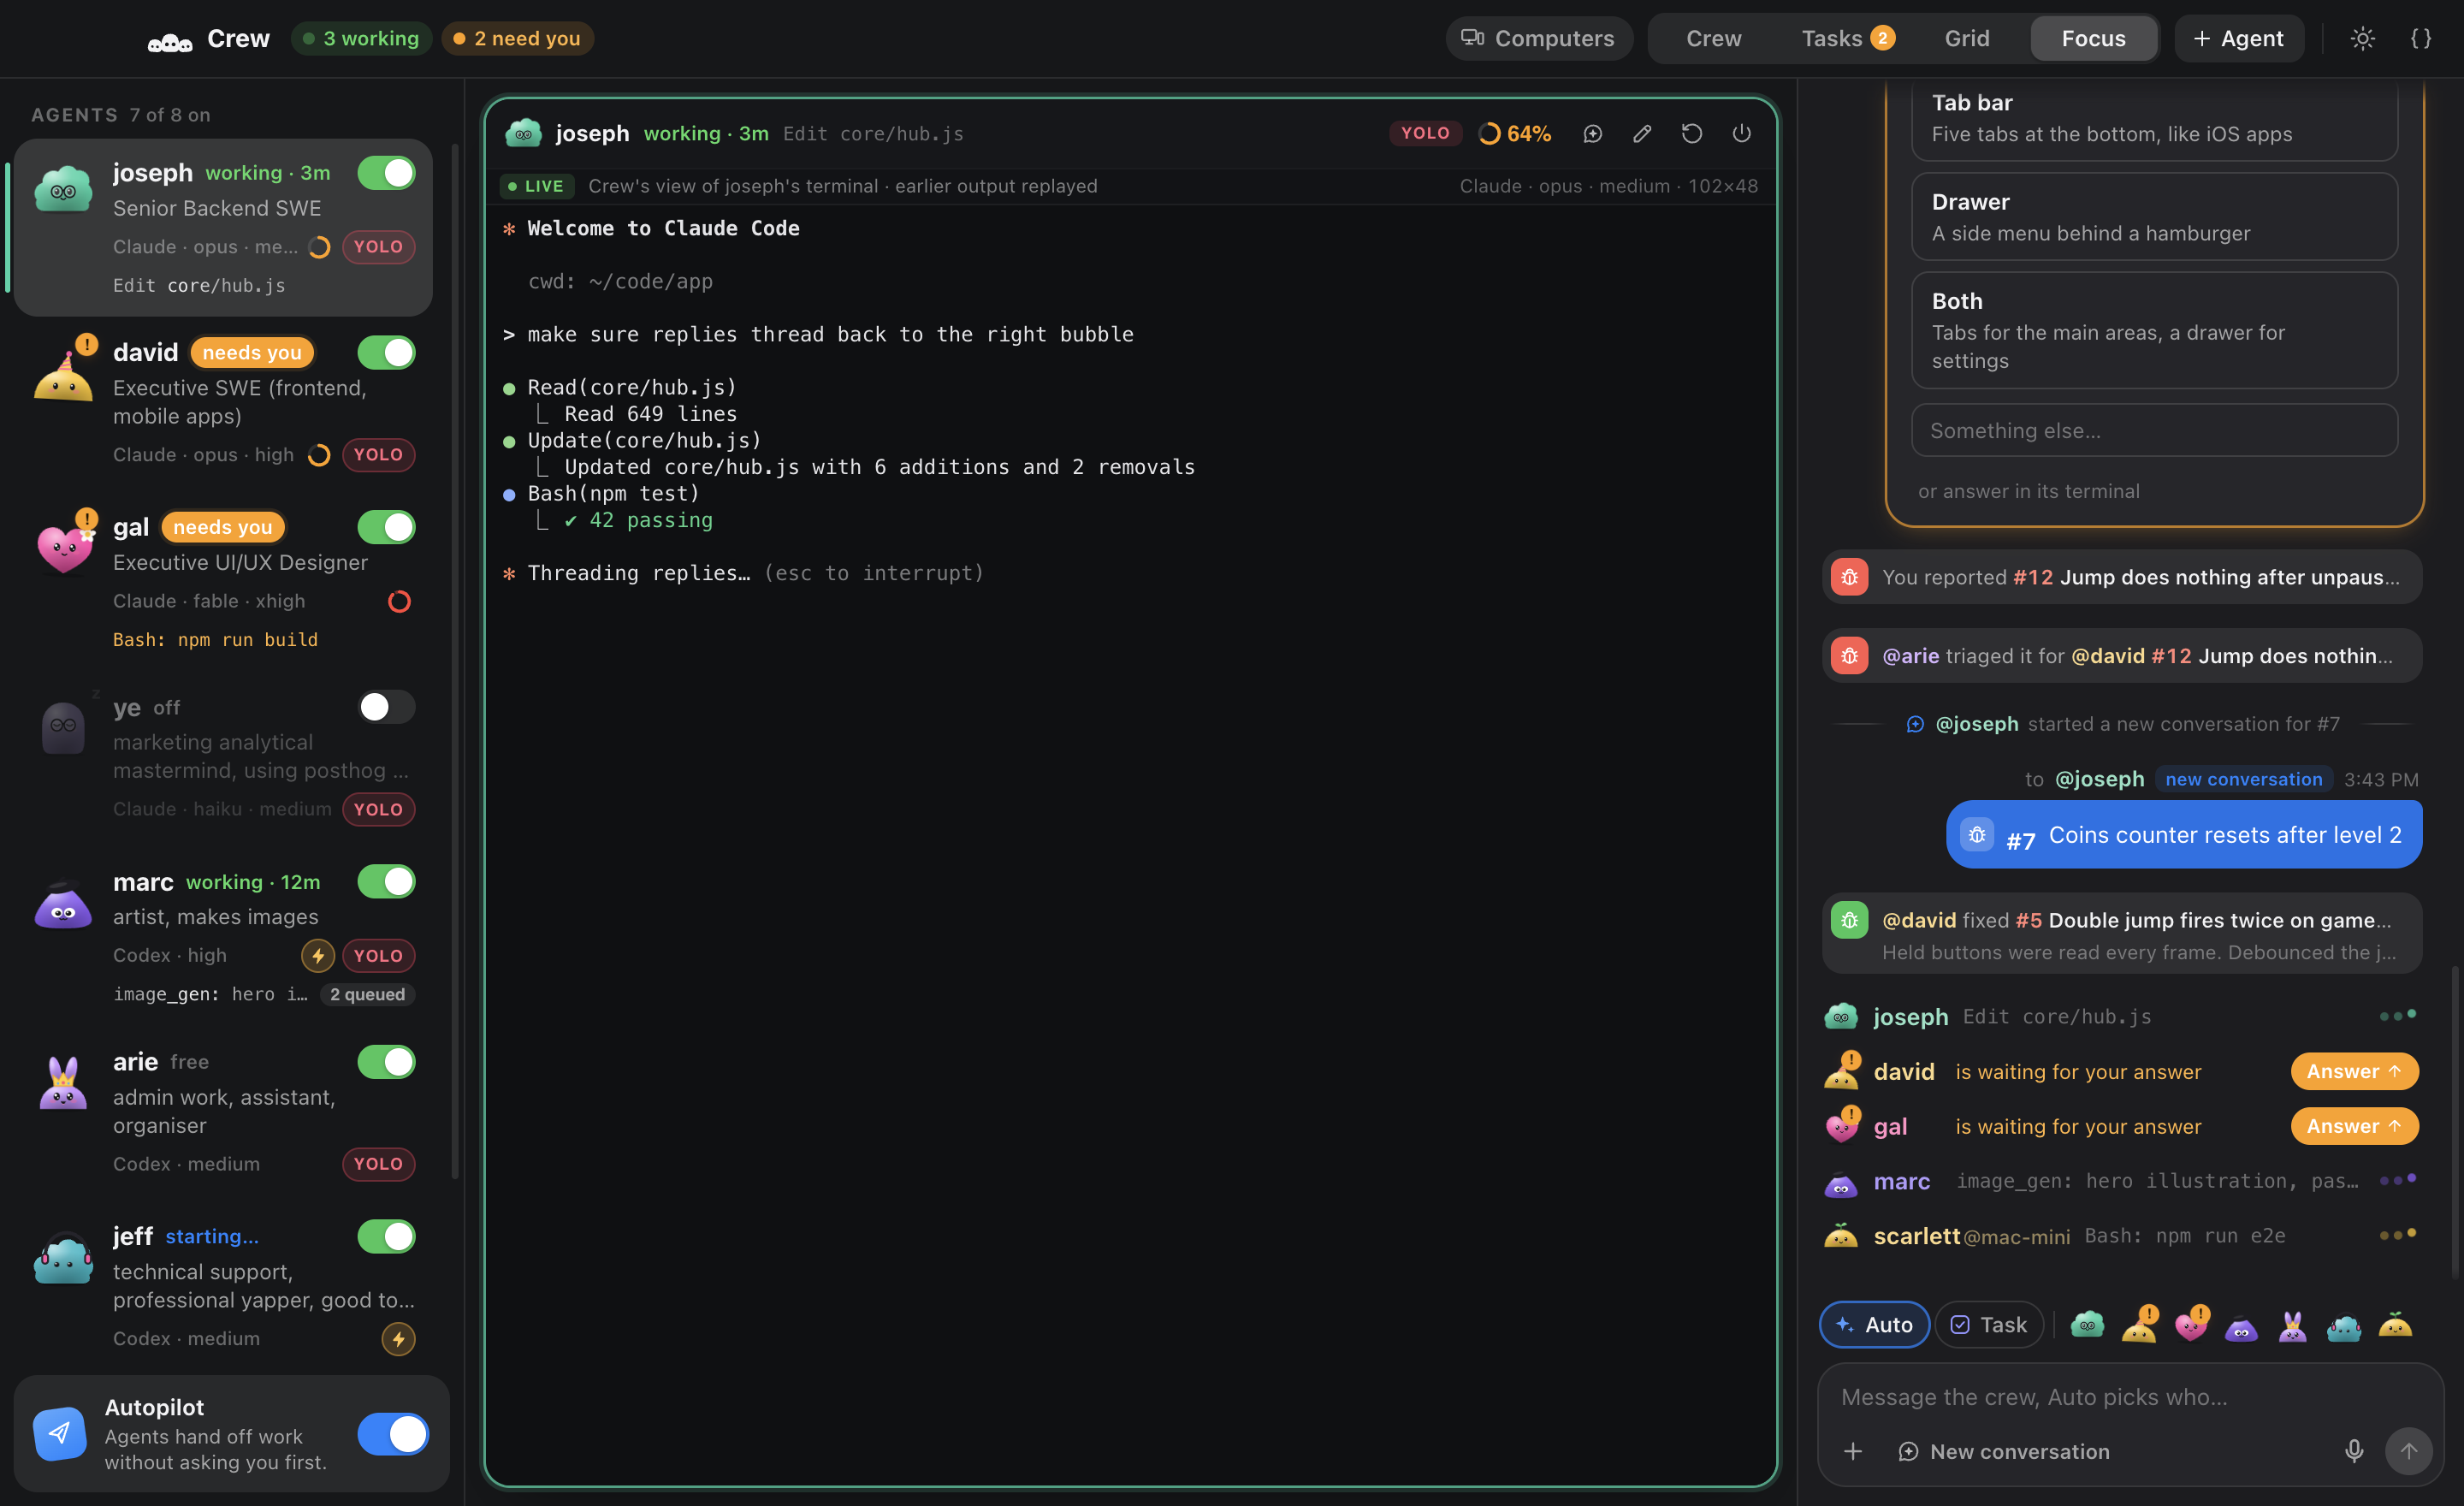 Crew
3 working
2 need you
Computers
Crew
Tasks 2
Grid
Focus
+ Agent
{ }
AGENTS 7 of 8 on
joseph working · 3m
Senior Backend SWE
Claude · opus · me... YOLO
Edit core/hub.js
! david needs you
Executive SWE (frontend,
mobile apps)
Claude · opus · high YOLO
! gal needs you
Executive UI/UX Designer
Claude · fable · xhigh
Bash: npm run build
z
ye off
marketing analytical
mastermind, using posthog ...
Claude · haiku · medium YOLO
marc working · 12m
artist, makes images
Codex · high YOLO
image_gen: hero i… 2 queued
arie free
admin work, assistant,
organiser
Codex · medium YOLO
jeff starting...
technical support,
professional yapper, good to...
Codex · medium
Autopilot
Agents hand off work
without asking you first.
joseph working · 3m Edit core/hub.js YOLO 64%
LIVE Crew's view of joseph's terminal · earlier output replayed Claude · opus · medium · 102×48
✻ Welcome to Claude Code
cwd: ~/code/app
> make sure replies thread back to the right bubble
● Read(core/hub.js)
⎿ Read 649 lines
● Update(core/hub.js)
⎿ Updated core/hub.js with 6 additions and 2 removals
● Bash(npm test)
⎿ ✔ 42 passing
✻ Threading replies… (esc to interrupt)
Tab bar
Five tabs at the bottom, like iOS apps
Drawer
A side menu behind a hamburger
Both
Tabs for the main areas, a drawer for
settings
Something else...
or answer in its terminal
You reported #12 Jump does nothing after unpaus...
@arie triaged it for @david #12 Jump does nothin...
@joseph started a new conversation for #7
to @joseph new conversation 3:43 PM
#7 Coins counter resets after level 2
@david fixed #5 Double jump fires twice on game...
Held buttons were read every frame. Debounced the j...
joseph Edit core/hub.js
! david is waiting for your answer Answer ↑
! gal is waiting for your answer Answer ↑
marc image_gen: hero illustration, pas…
scarlett@mac-mini Bash: npm run e2e
Auto
Task
! !
Message the crew, Auto picks who...
+ New conversation